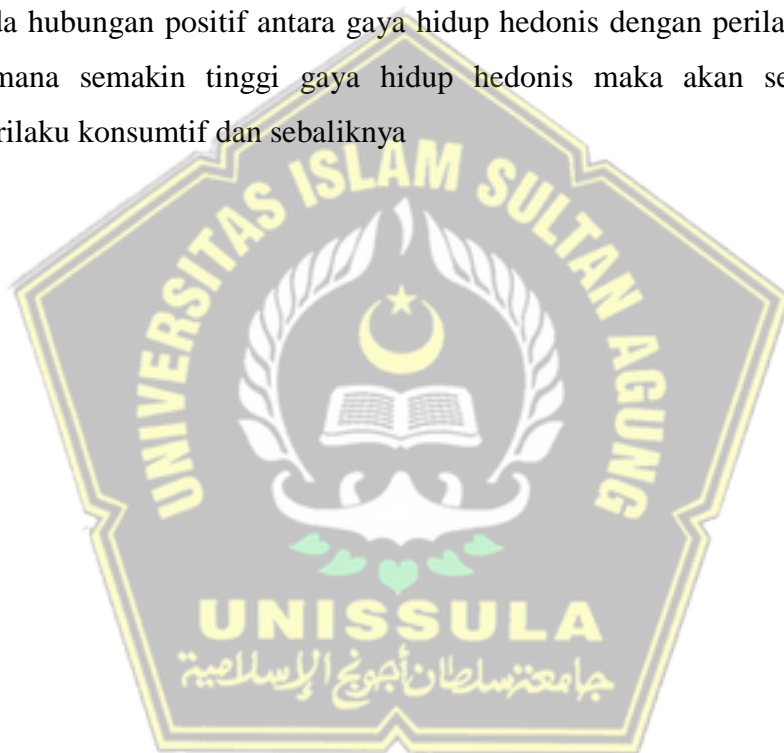 da hubungan positif antara gaya hidup hedonis dengan perila
mana semakin tinggi gaya hidup hedonis maka akan se
rilaku konsumtif dan sebaliknya
UNIVERSITAS ISLAM SULTAN AGUNG
UNISSULA
جامعة سلطان أجونج الإسلامية